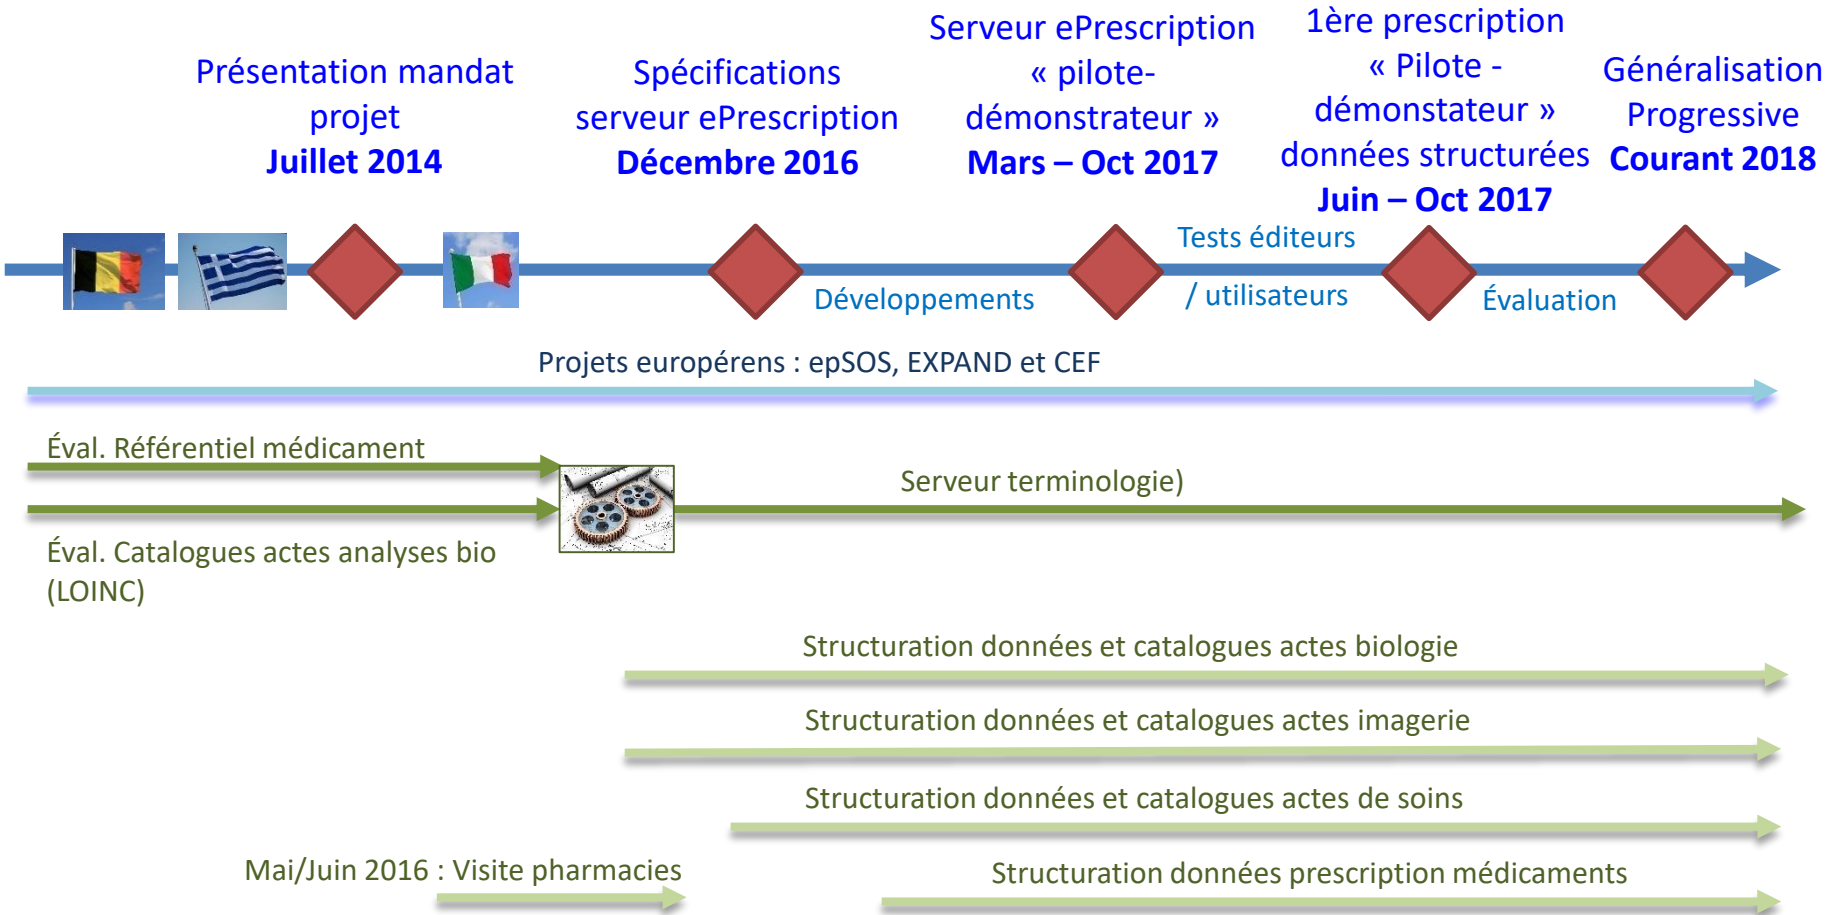 Présentation mandat
projet
Juillet 2014
Spécifications
serveur ePrescription
Décembre 2016
Serveur ePrescription
« pilote-
démonstrateur »
Mars – Oct 2017
1ère prescription
« Pilote -
démonstateur »
données structurées
Juin – Oct 2017
Généralisation
Progressive
Courant 2018
Développements
Tests éditeurs
/ utilisateurs
Évaluation
Projets europérens : epSOS, EXPAND et CEF
Éval. Référentiel médicament
Serveur terminologie)
Éval. Catalogues actes analyses bio
(LOINC)
Structuration données et catalogues actes biologie
Structuration données et catalogues actes imagerie
Structuration données et catalogues actes de soins
Mai/Juin 2016 : Visite pharmacies
Structuration données prescription médicaments